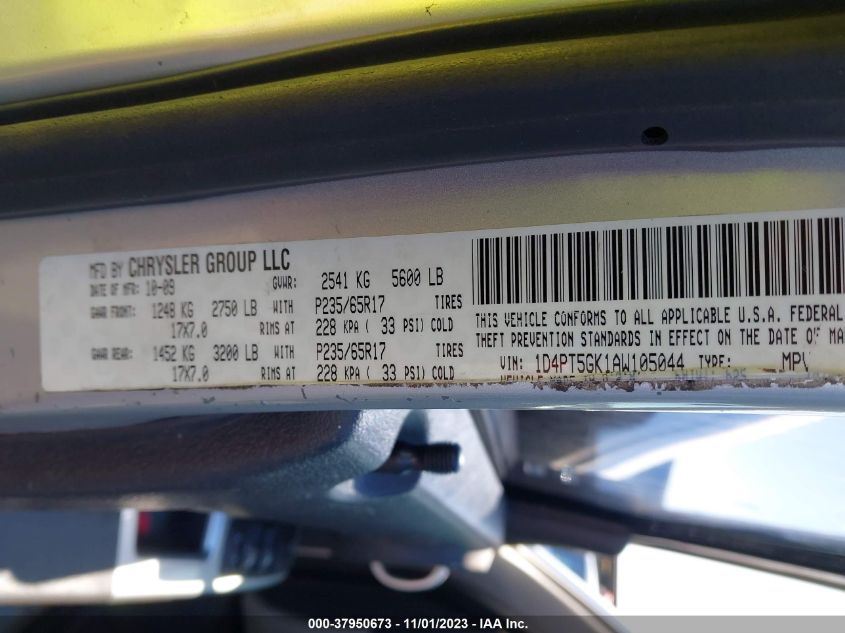 MFD BY CHRYSLER GROUP LLC
DATE OF MFR: 10-09 GVWR: 2541 KG 5600 LB
GAWR FRONT: 1248 KG 2750 LB WITH P235/65R17 TIRES
17X7.0 RIMS AT 228 KPA ( 33 PSI) COLD
GAWR REAR: 1452 KG 3200 LB WITH P235/65R17 TIRES
17X7.0 RIMS AT 228 KPA ( 33 PSI) COLD
THIS VEHICLE CONFORMS TO ALL APPLICABLE U.S.A. FEDERAL
THEFT PREVENTION STANDARDS IN EFFECT ON THE DATE OF MA
VIN: 1D4PT5GK1AW105044 TYPE: MPV
000-37950673 - 11/01/2023 - IAA Inc.